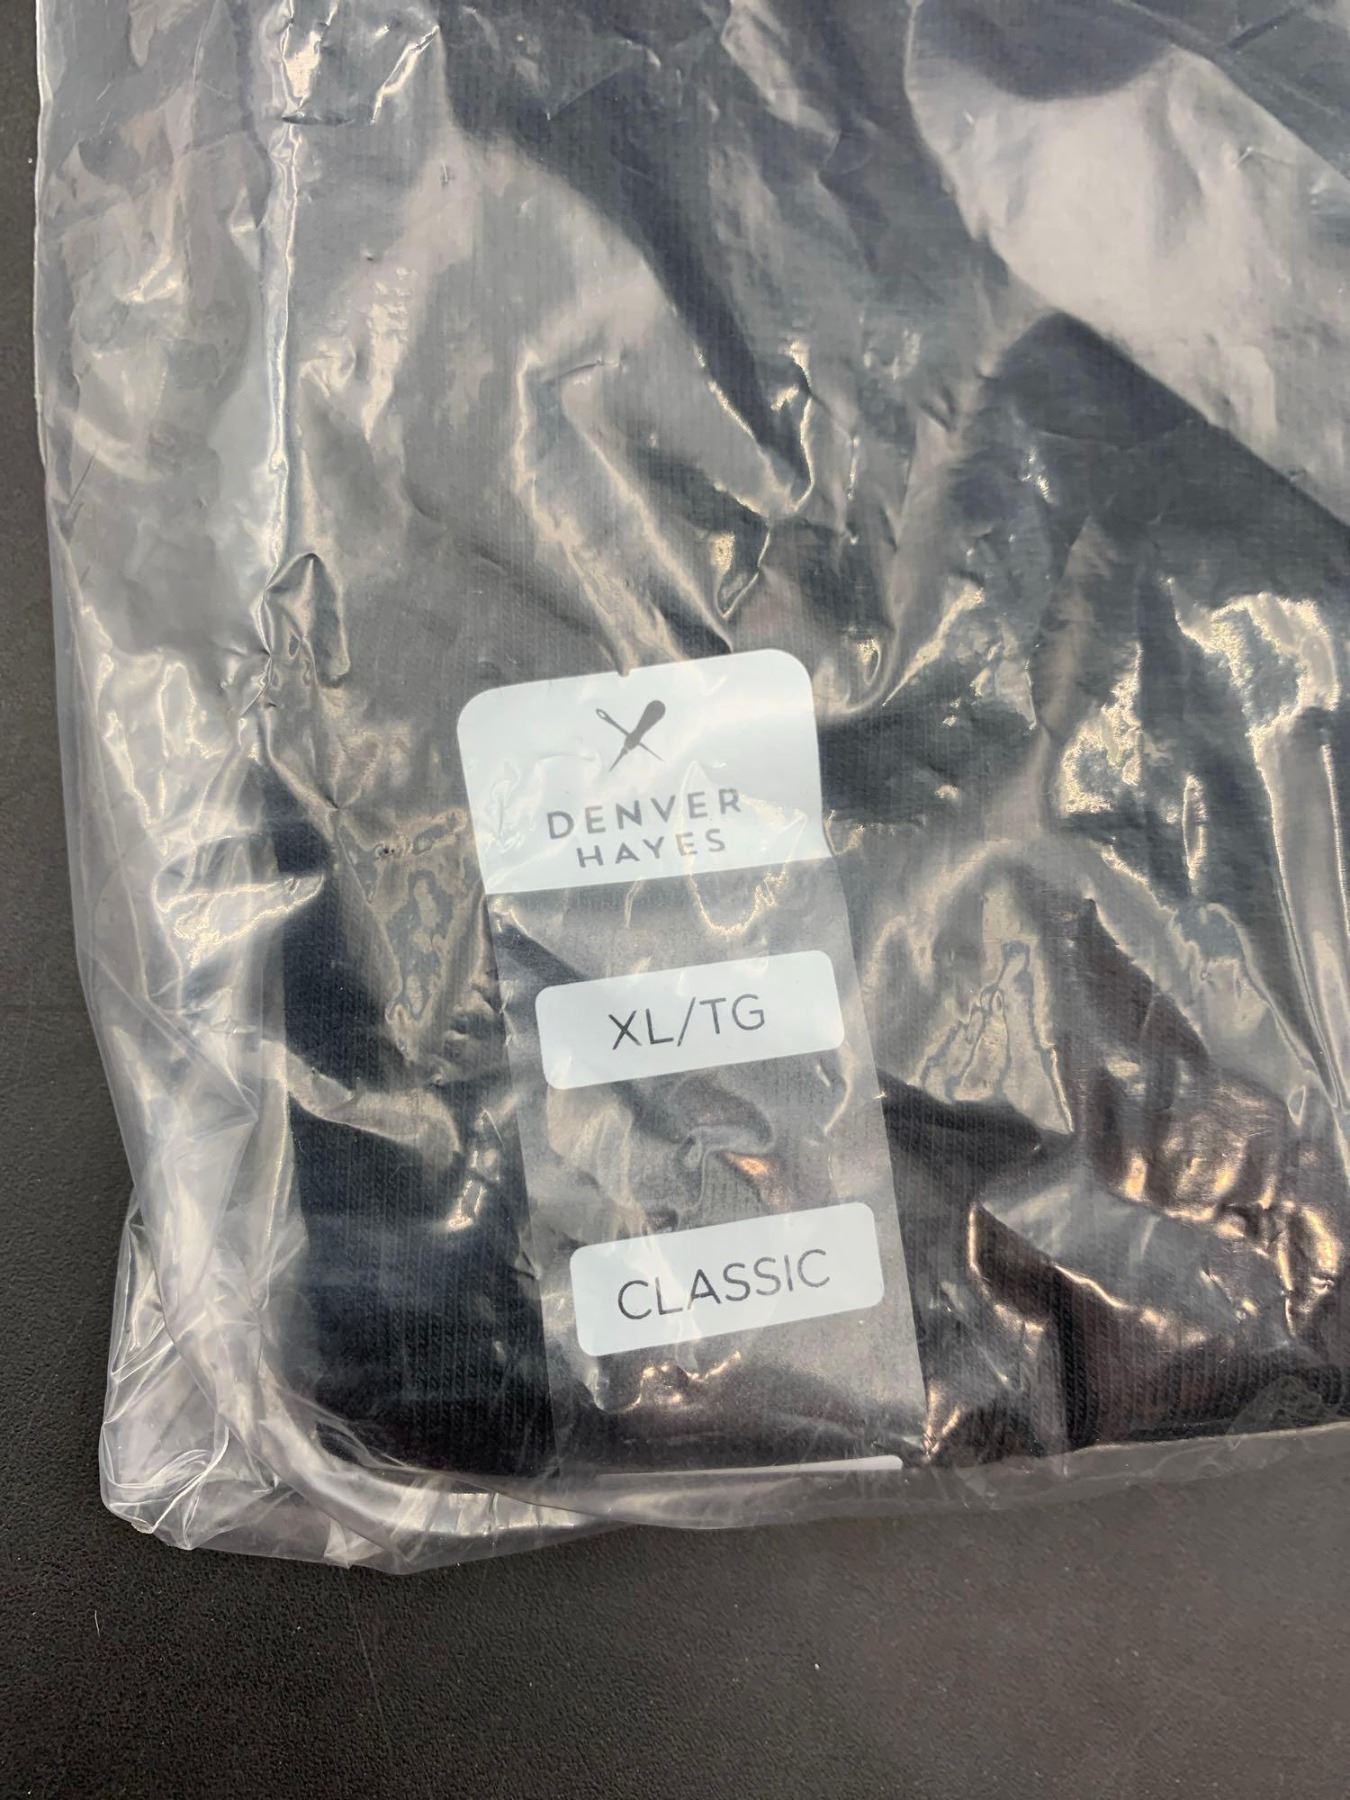 DENVER
HAYES
XL/TG
CLASSIC